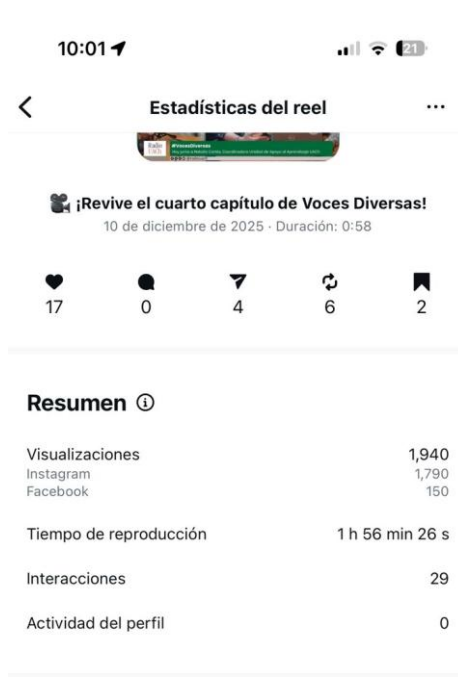 10:01
21
Estadísticas del reel
Radio
#VocesDiversas
¡Revive el cuarto capítulo de Voces Diversas!
10 de diciembre de 2025 · Duración: 0:58
17 0 4 6 2
Resumen
Visualizaciones 1,940
Instagram 1,790
Facebook 150
Tiempo de reproducción 1 h 56 min 26 s
Interacciones 29
Actividad del perfil 0